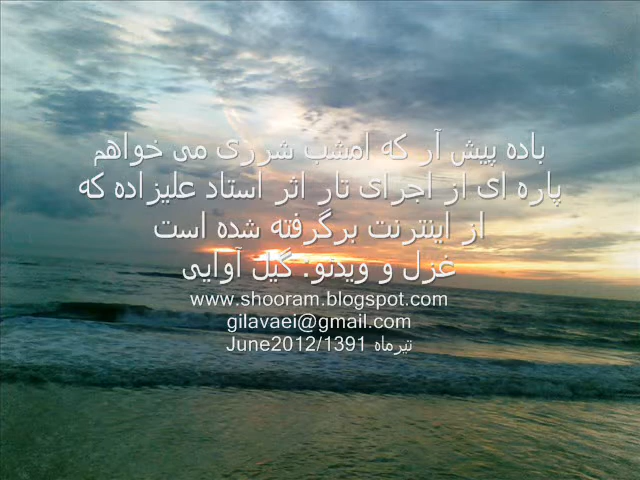 باده پیش آر که امشب شرری می خواهم
پاره ای از اجرای تار اثر استاد علیزاده که
از اینترنت برگرفته شده است
غزل و ویدئو: گیل آوایی
www.shooram.blogspot.com
gilavaei@gmail.com
تیرماه 1391/June2012